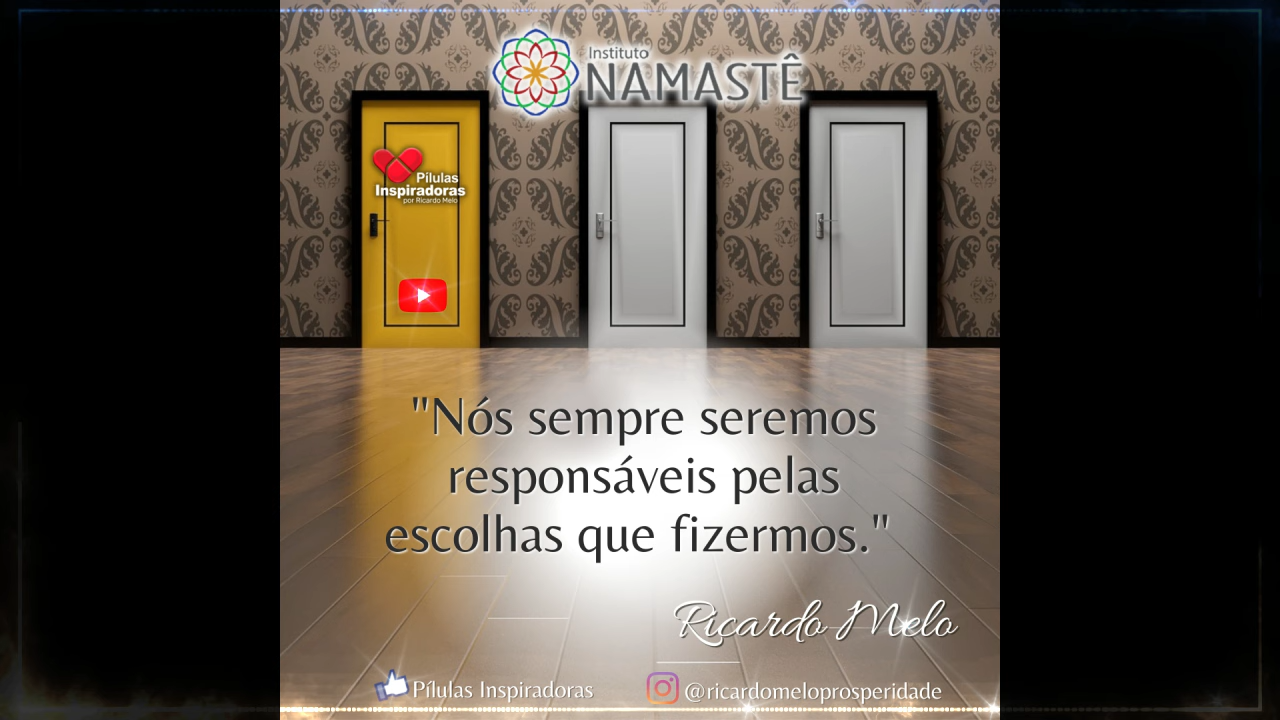 Instituto
NAMASTÊ
Pílulas
Inspiradoras
por Ricardo Melo
"Nós sempre seremos
responsáveis pelas
escolhas que fizermos."
Ricardo Melo
Pílulas Inspiradoras
@ricardomeloprosperidade